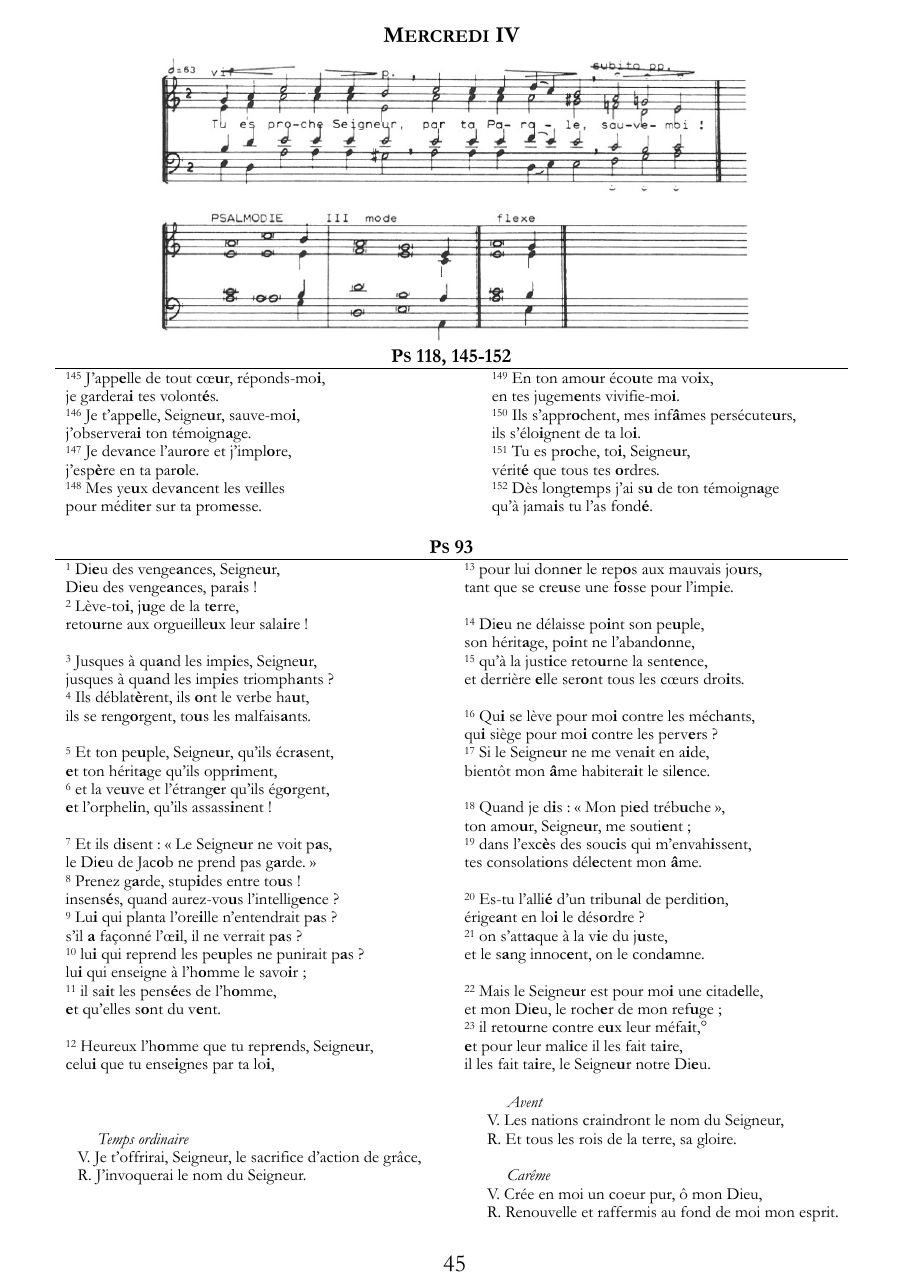 MERCREDI IV
𝅗𝅥=63 vif p. subito pp.
Tu es pro-che Seigneur, par ta Pa-ro-le, sau-ve-moi !
PSALMODIE III mode flexe
PS 118, 145-152
145 J’appelle de tout cœur, réponds-moi,
je garderai tes volontés.
146 Je t’appelle, Seigneur, sauve-moi,
j’observerai ton témoignage.
147 Je devance l’aurore et j’implore,
j’espère en ta parole.
148 Mes yeux devancent les veilles
pour méditer sur ta promesse.
149 En ton amour écoute ma voix,
en tes jugements vivifie-moi.
150 Ils s’approchent, mes infâmes persécuteurs,
ils s’éloignent de ta loi.
151 Tu es proche, toi, Seigneur,
vérité que tous tes ordres.
152 Dès longtemps j’ai su de ton témoignage
qu’à jamais tu l’as fondé.
PS 93
1 Dieu des vengeances, Seigneur,
Dieu des vengeances, parais !
2 Lève-toi, juge de la terre,
retourne aux orgueilleux leur salaire !
3 Jusques à quand les impies, Seigneur,
jusques à quand les impies triomphants ?
4 Ils déblatèrent, ils ont le verbe haut,
ils se rengorgent, tous les malfaisants.
5 Et ton peuple, Seigneur, qu’ils écrasent,
et ton héritage qu’ils oppriment,
6 et la veuve et l’étranger qu’ils égorgent,
et l’orphelin, qu’ils assassinent !
7 Et ils disent : « Le Seigneur ne voit pas,
le Dieu de Jacob ne prend pas garde. »
8 Prenez garde, stupides entre tous !
insensés, quand aurez-vous l’intelligence ?
9 Lui qui planta l’oreille n’entendrait pas ?
s’il a façonné l’œil, il ne verrait pas ?
10 lui qui reprend les peuples ne punirait pas ?
lui qui enseigne à l’homme le savoir ;
11 il sait les pensées de l’homme,
et qu’elles sont du vent.
12 Heureux l’homme que tu reprends, Seigneur,
celui que tu enseignes par ta loi,
13 pour lui donner le repos aux mauvais jours,
tant que se creuse une fosse pour l’impie.
14 Dieu ne délaisse point son peuple,
son héritage, point ne l’abandonne,
15 qu’à la justice retourne la sentence,
et derrière elle seront tous les cœurs droits.
16 Qui se lève pour moi contre les méchants,
qui siège pour moi contre les pervers ?
17 Si le Seigneur ne me venait en aide,
bientôt mon âme habiterait le silence.
18 Quand je dis : « Mon pied trébuche »,
ton amour, Seigneur, me soutient ;
19 dans l’excès des soucis qui m’envahissent,
tes consolations délectent mon âme.
20 Es-tu l’allié d’un tribunal de perdition,
érigeant en loi le désordre ?
21 on s’attaque à la vie du juste,
et le sang innocent, on le condamne.
22 Mais le Seigneur est pour moi une citadelle,
et mon Dieu, le rocher de mon refuge ;
23 il retourne contre eux leur méfait,°
et pour leur malice il les fait taire,
il les fait taire, le Seigneur notre Dieu.
Temps ordinaire
V. Je t’offrirai, Seigneur, le sacrifice d’action de grâce,
R. J’invoquerai le nom du Seigneur.
Avent
V. Les nations craindront le nom du Seigneur,
R. Et tous les rois de la terre, sa gloire.
Carême
V. Crée en moi un coeur pur, ô mon Dieu,
R. Renouvelle et raffermis au fond de moi mon esprit.
45